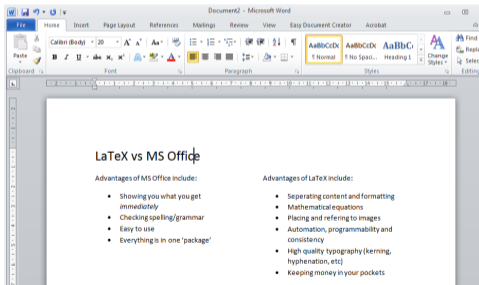 Document2 - Microsoft Word
File Home Insert Page Layout References Mailings Review View Easy Document Creator Acrobat
Calibri (Body) 20 A A Aa
Find
Paste
B I U abc x, x² A
AaBbCcDc AaBbCcDc AaBbC
¶ Normal ¶ No Spaci... Heading 1
Change
Styles
Clipboard Font Paragraph Styles Editing
LaTeX vs MS Office
Advantages of MS Office include:
• Showing you what you get
immediately
• Checking spelling/grammar
• Easy to use
• Everything is in one 'package'
Advantages of LaTeX include:
• Seperating content and formatting
• Mathematical equations
• Placing and refering to images
• Automation, programmability and
consistency
• High quality typography (kerning,
hyphenation, etc)
• Keeping money in your pockets